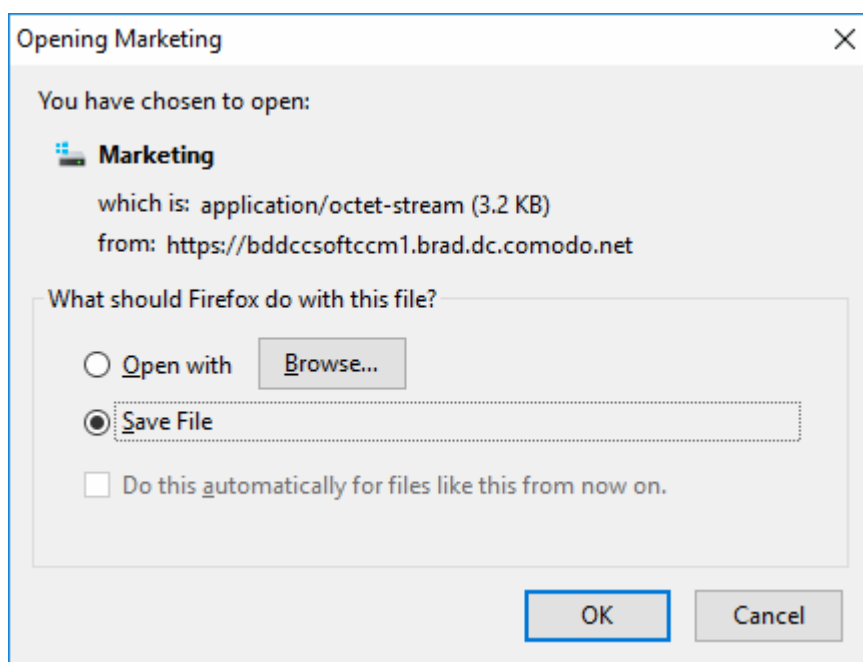 Opening Marketing
You have chosen to open:
Marketing
which is: application/octet-stream (3.2 KB)
from: https://bddccsoftccm1.brad.dc.comodo.net
What should Firefox do with this file?
Open with Browse...
Save File
Do this automatically for files like this from now on.
OK Cancel